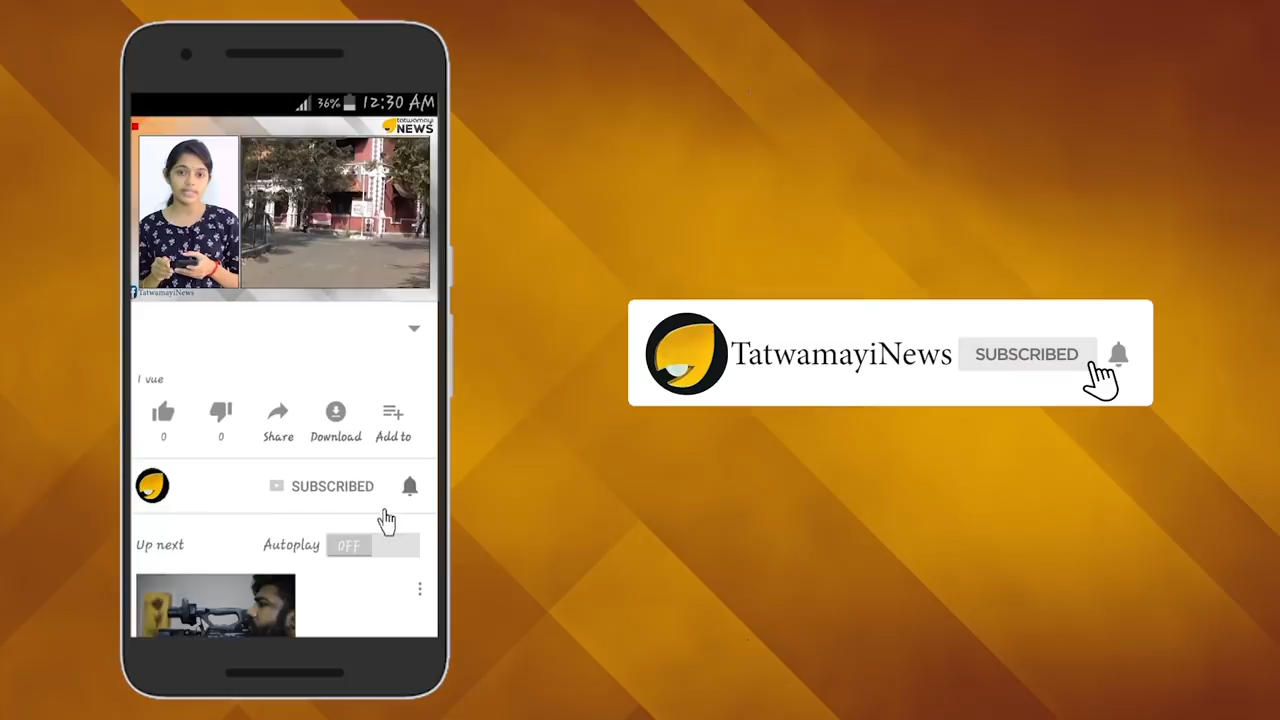 36% 12:30 AM
tatwamayi
NEWS
TatwamayiNews
1 vue
0 0 Share Download Add to
SUBSCRIBED
Up next Autoplay OFF
TatwamayiNews SUBSCRIBED